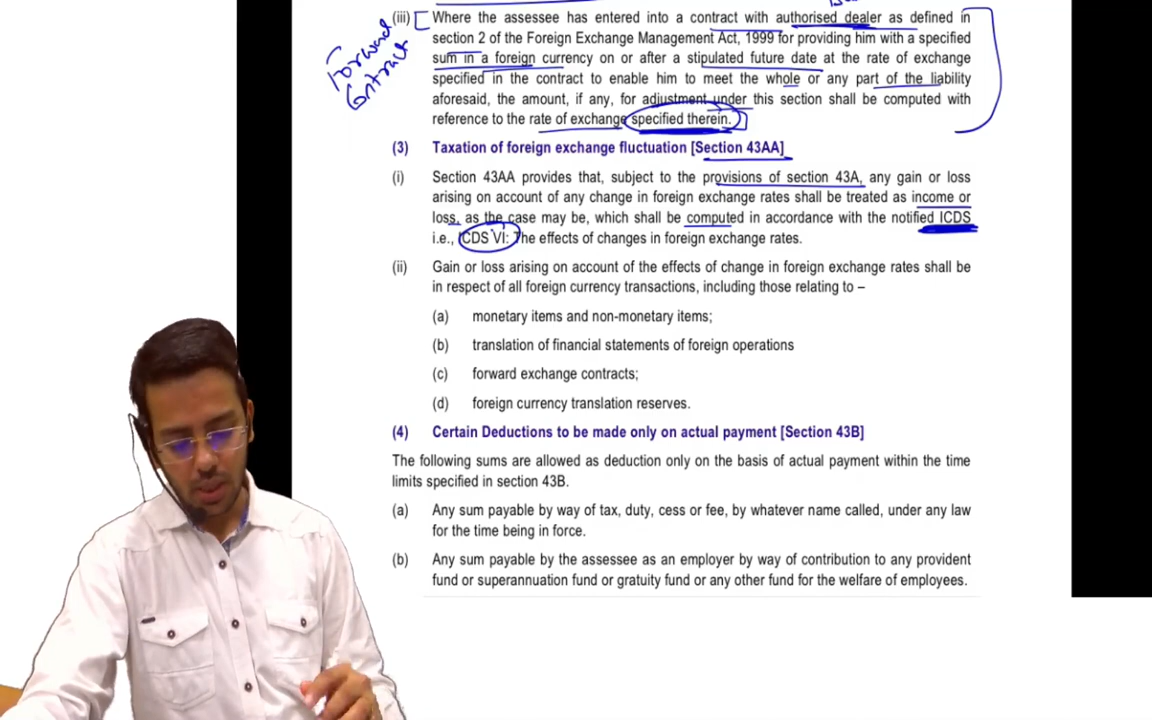 (iii) Where the assessee has entered into a contract with authorised dealer as defined in
section 2 of the Foreign Exchange Management Act, 1999 for providing him with a specified
sum in a foreign currency on or after a stipulated future date at the rate of exchange
specified in the contract to enable him to meet the whole or any part of the liability
aforesaid, the amount, if any, for adjustment under this section shall be computed with
reference to the rate of exchange specified therein.
Forward
Contract
(3) Taxation of foreign exchange fluctuation [Section 43AA]
(i) Section 43AA provides that, subject to the provisions of section 43A, any gain or loss
arising on account of any change in foreign exchange rates shall be treated as income or
loss, as the case may be, which shall be computed in accordance with the notified ICDS
i.e., ICDS VI: The effects of changes in foreign exchange rates.
(ii) Gain or loss arising on account of the effects of change in foreign exchange rates shall be
in respect of all foreign currency transactions, including those relating to –
(a) monetary items and non-monetary items;
(b) translation of financial statements of foreign operations
(c) forward exchange contracts;
(d) foreign currency translation reserves.
(4) Certain Deductions to be made only on actual payment [Section 43B]
The following sums are allowed as deduction only on the basis of actual payment within the time
limits specified in section 43B.
(a) Any sum payable by way of tax, duty, cess or fee, by whatever name called, under any law
for the time being in force.
(b) Any sum payable by the assessee as an employer by way of contribution to any provident
fund or superannuation fund or gratuity fund or any other fund for the welfare of employees.